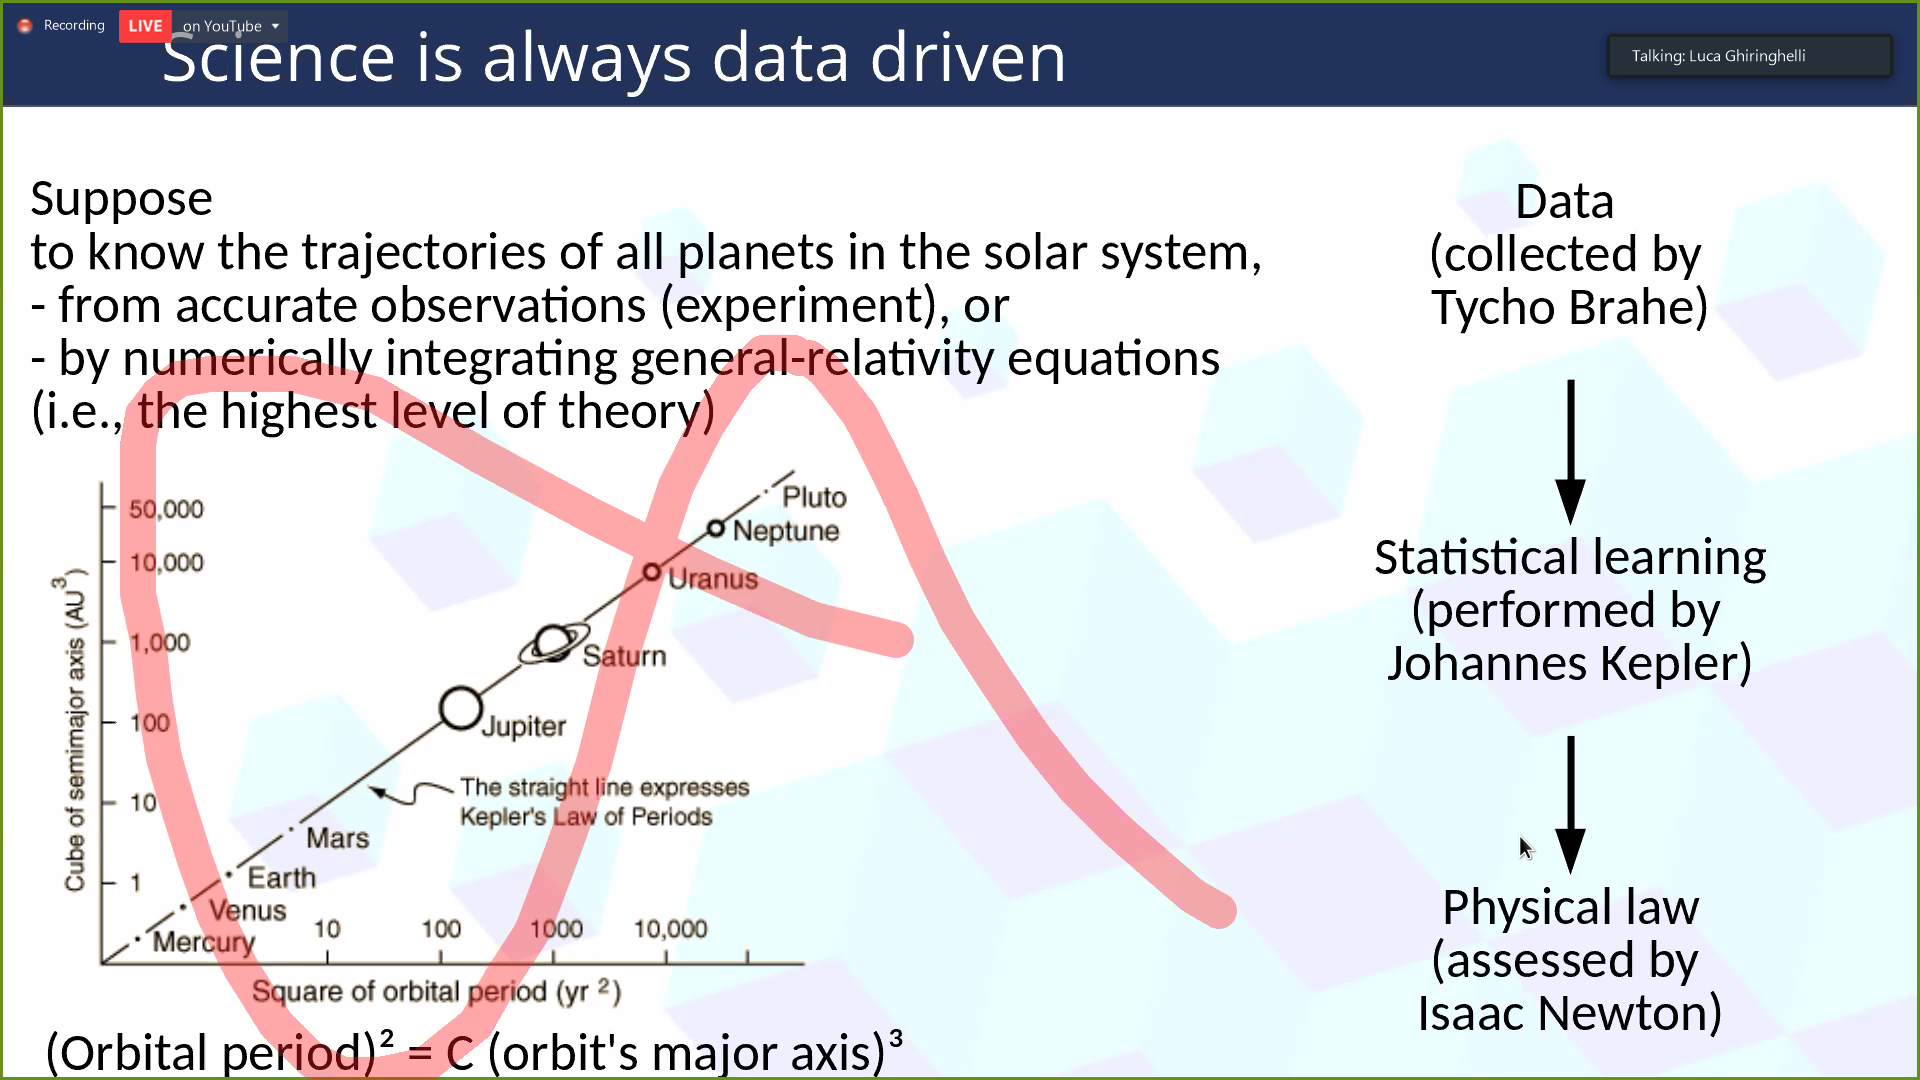 Recording
LIVE on YouTube
Talking: Luca Ghiringhelli
Science is always data driven
Suppose
to know the trajectories of all planets in the solar system,
- from accurate observations (experiment), or
- by numerically integrating general-relativity equations
(i.e., the highest level of theory)
50,000
10,000
1,000
100
10
1
Cube of semimajor axis (AU³)
Pluto
Neptune
Uranus
Saturn
Jupiter
The straight line expresses
Kepler's Law of Periods
Mars
Earth
Venus
Mercury
10 100 1000 10,000
Square of orbital period (yr ²)
(Orbital period)² = C (orbit's major axis)³
Data
(collected by
Tycho Brahe)
Statistical learning
(performed by
Johannes Kepler)
Physical law
(assessed by
Isaac Newton)